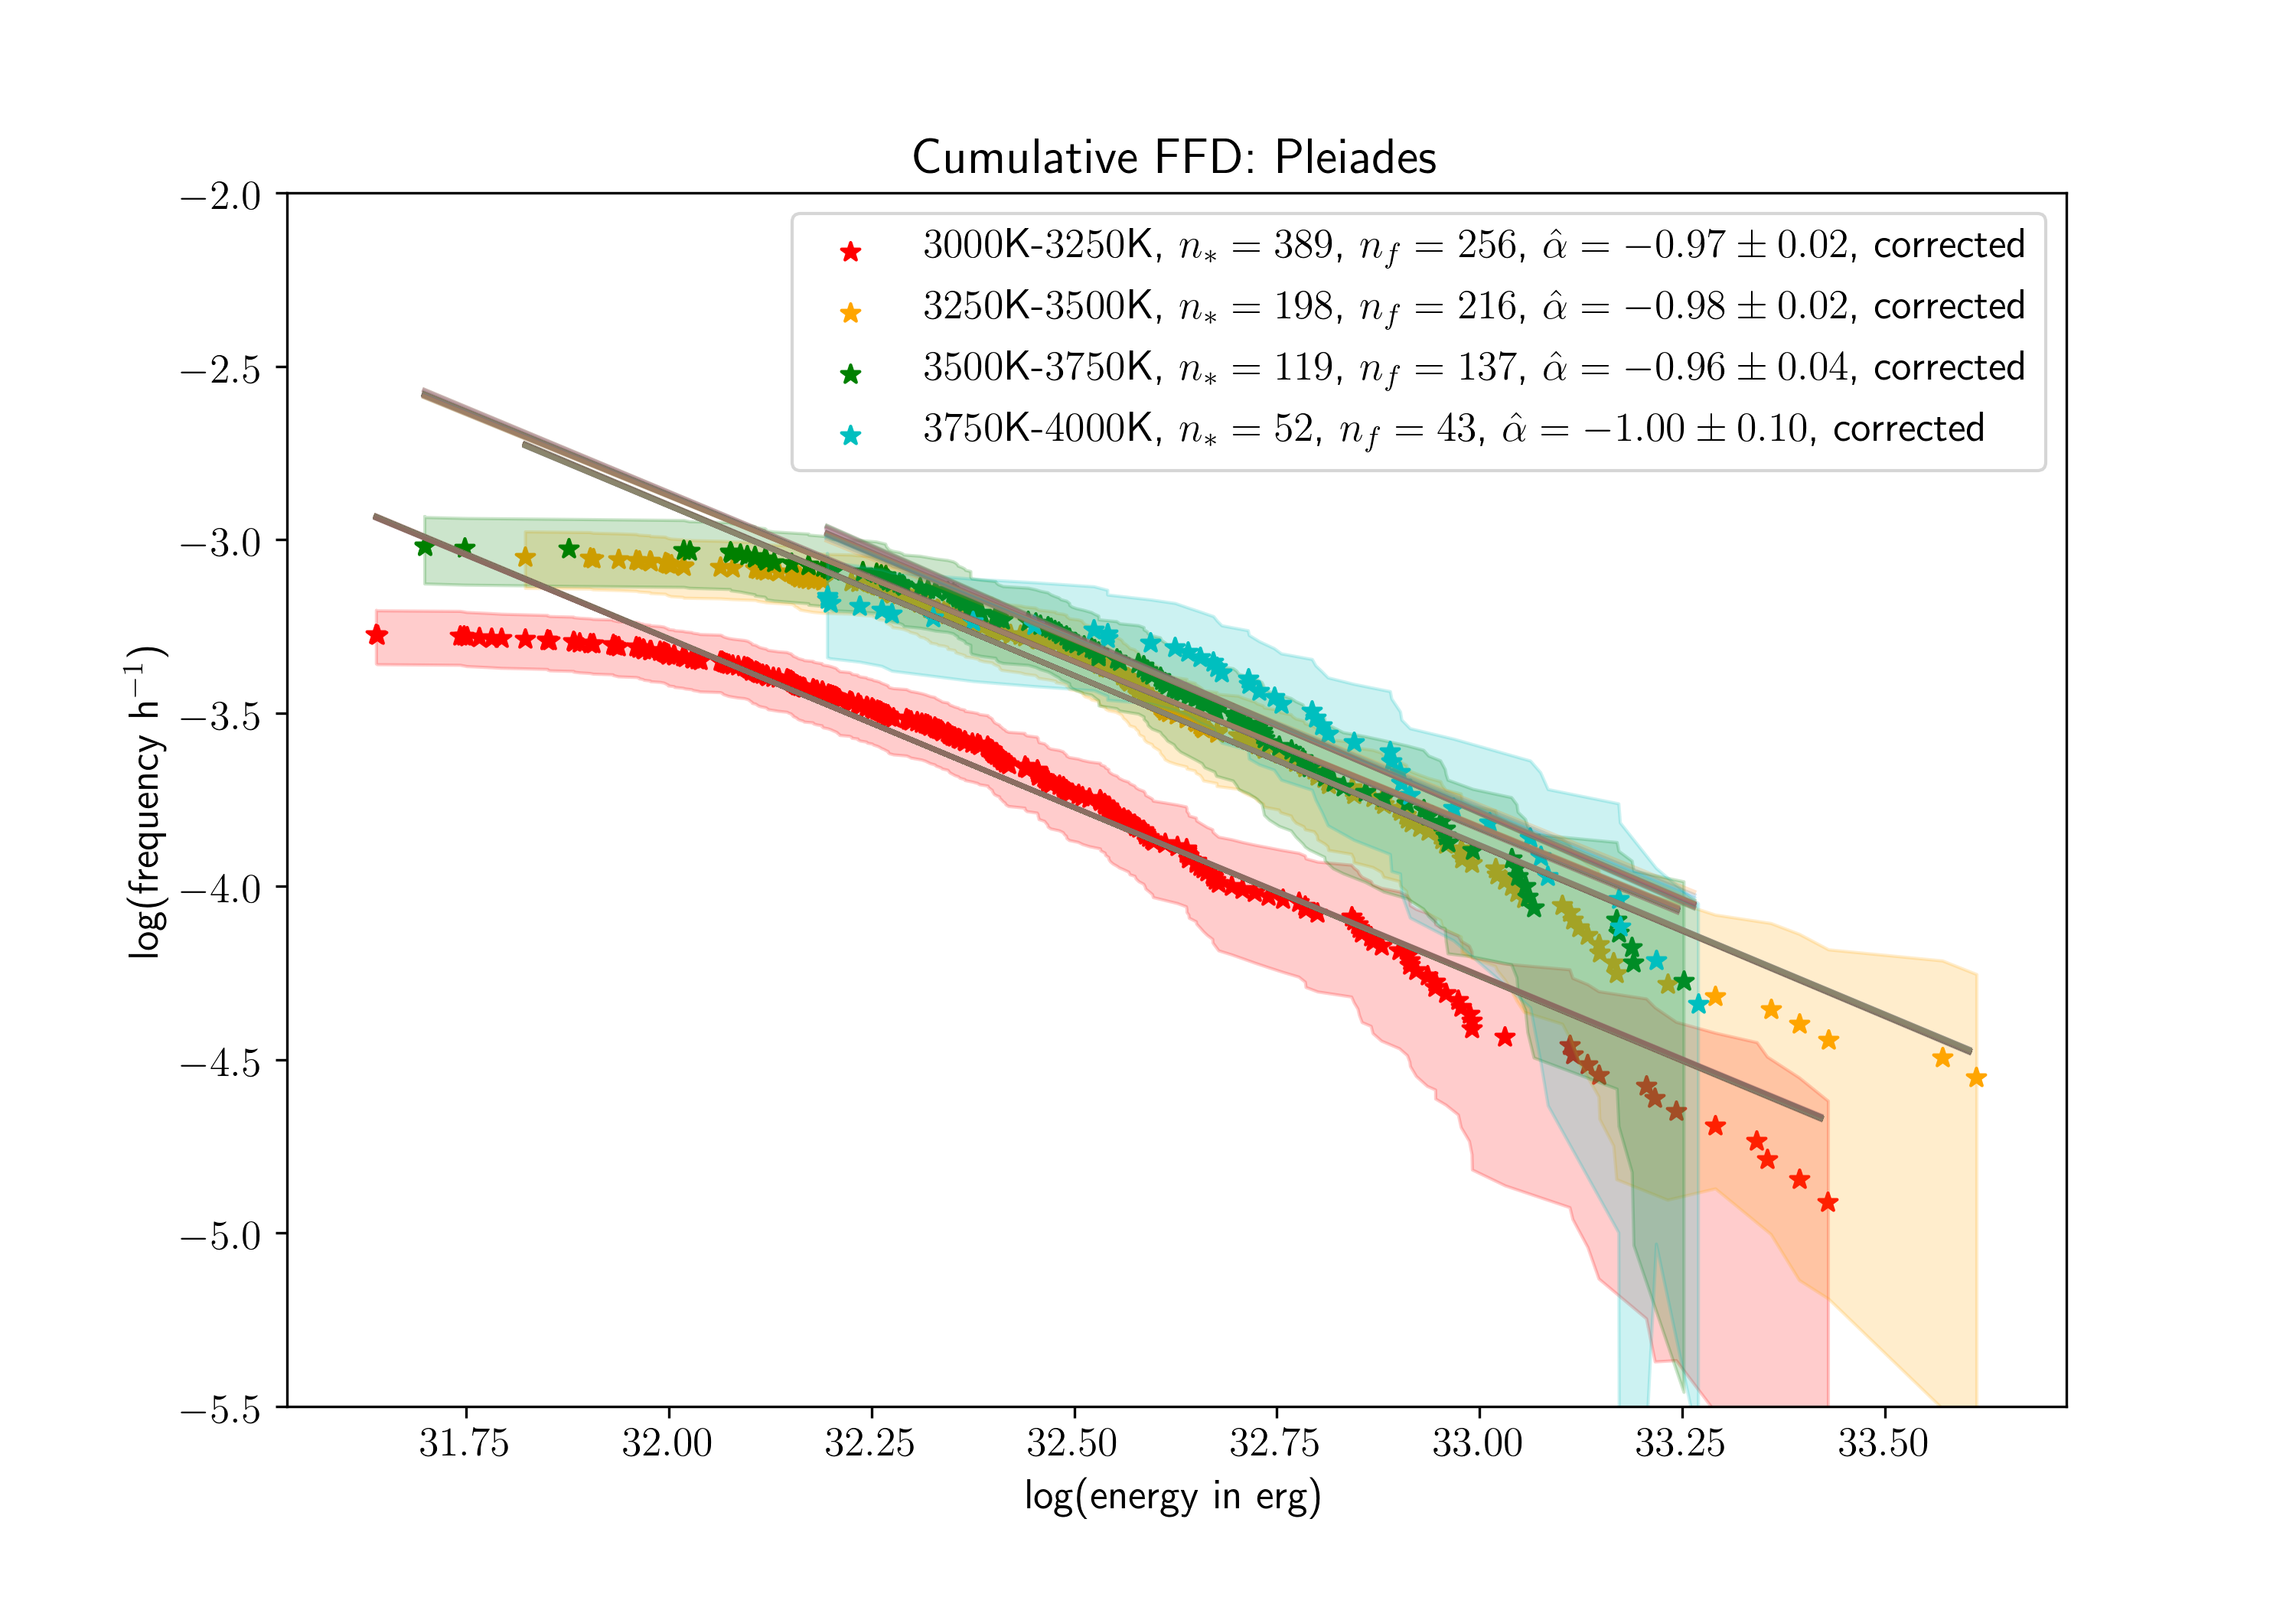 Cumulative FFD: Pleiades
3000K-3250K, n* = 389, n_f = 256, α̂ = −0.97 ± 0.02, corrected
3250K-3500K, n* = 198, n_f = 216, α̂ = −0.98 ± 0.02, corrected
3500K-3750K, n* = 119, n_f = 137, α̂ = −0.96 ± 0.04, corrected
3750K-4000K, n* = 52, n_f = 43, α̂ = −1.00 ± 0.10, corrected
log(frequency h⁻¹)
−2.0
−2.5
−3.0
−3.5
−4.0
−4.5
−5.0
−5.5
31.75 32.00 32.25 32.50 32.75 33.00 33.25 33.50
log(energy in erg)